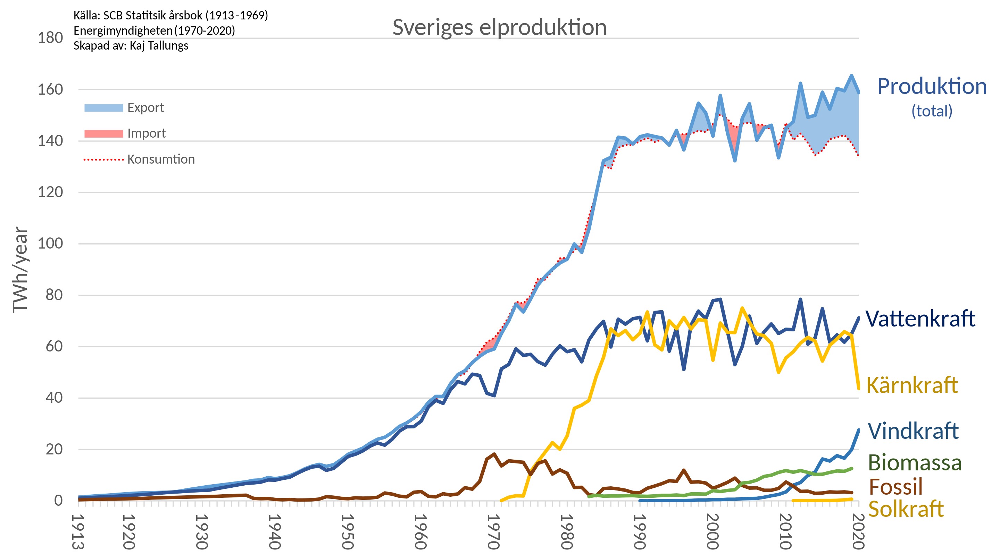 Källa: SCB Statitsik årsbok (1913-1969)
Energimyndigheten (1970-2020)
Skapad av: Kaj Tallungs
Sveriges elproduktion
TWh/year
180
160
140
120
100
80
60
40
20
0
Export
Import
Konsumtion
Produktion
(total)
Vattenkraft
Kärnkraft
Vindkraft
Biomassa
Fossil
Solkraft
1913
1920
1930
1940
1950
1960
1970
1980
1990
2000
2010
2020